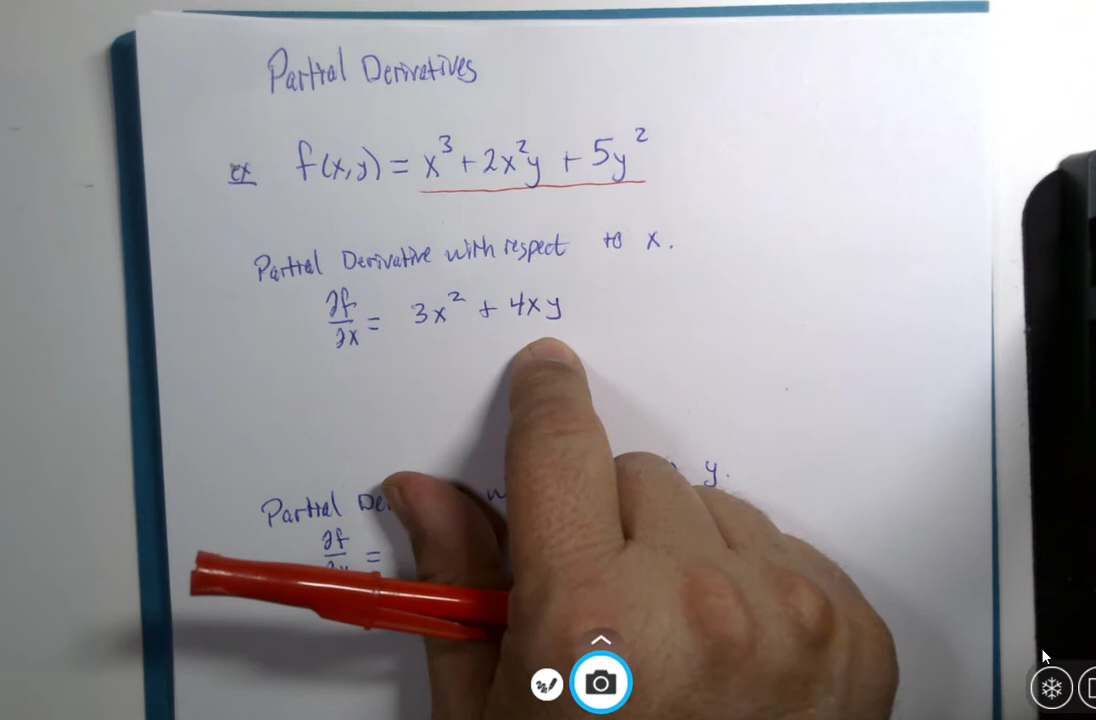 Partial Derivatives
ex f(x,y) = x³ + 2x²y + 5y²
Partial Derivative with respect to x.
∂f/∂x = 3x² + 4xy
Partial y.
∂f =